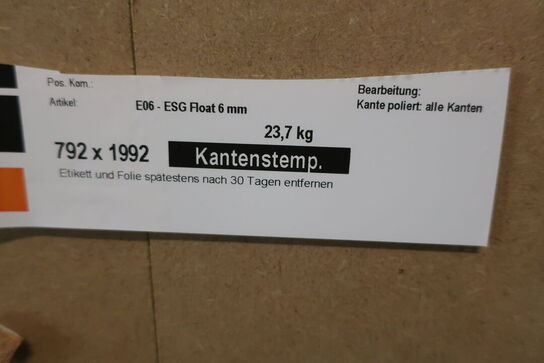 Pos. Kom.:
Artikel:
E06 - ESG Float 6 mm
23,7 kg
792 x 1992
Kantenstemp.
Etikett und Folie spätestens nach 30 Tagen entfernen
Bearbeitung:
Kante poliert: alle Kanten